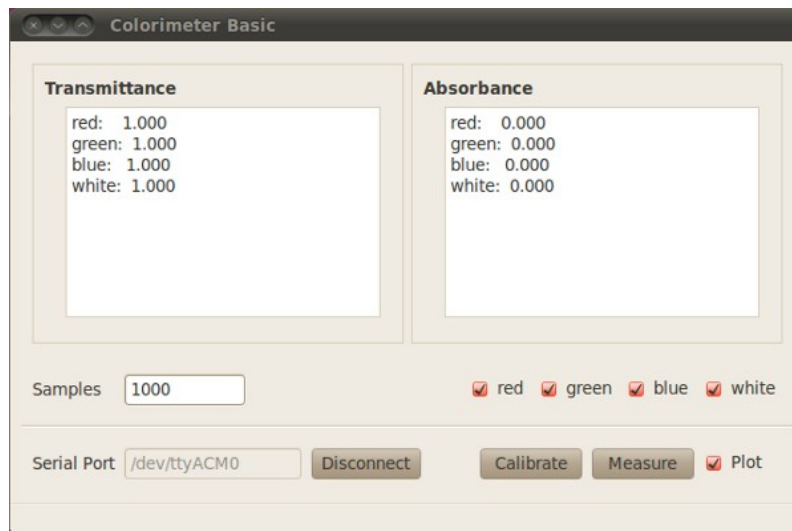 Colorimeter Basic
Transmittance
red: 1.000
green: 1.000
blue: 1.000
white: 1.000
Absorbance
red: 0.000
green: 0.000
blue: 0.000
white: 0.000
Samples 1000 red green blue white
Serial Port /dev/ttyACM0 Disconnect Calibrate Measure Plot